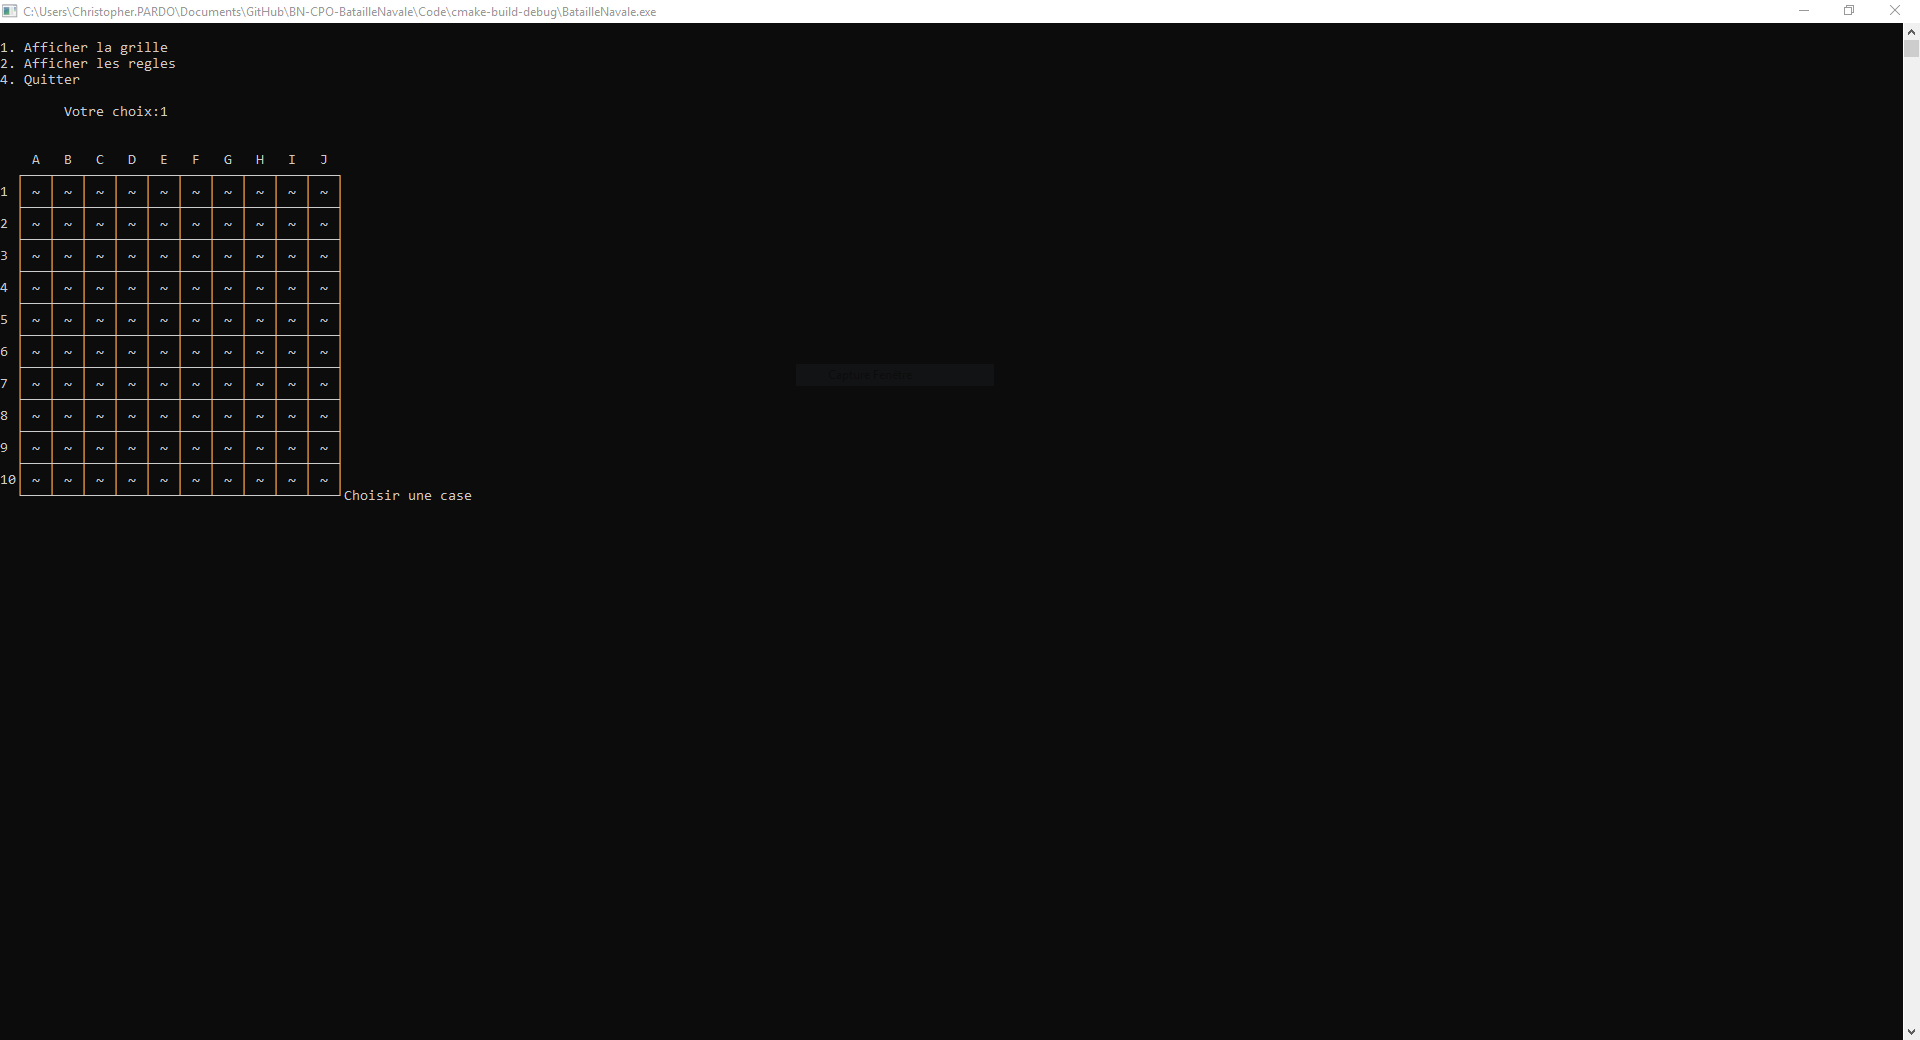 C:\Users\Christopher.PARDO\Documents\GitHub\BN-CPO-BatailleNavale\Code\cmake-build-debug\BatailleNavale.exe
1. Afficher la grille
2. Afficher les regles
4. Quitter
Votre choix:1
A B C D E F G H I J
1 ~ ~ ~ ~ ~ ~ ~ ~ ~ ~
2 ~ ~ ~ ~ ~ ~ ~ ~ ~ ~
3 ~ ~ ~ ~ ~ ~ ~ ~ ~ ~
4 ~ ~ ~ ~ ~ ~ ~ ~ ~ ~
5 ~ ~ ~ ~ ~ ~ ~ ~ ~ ~
6 ~ ~ ~ ~ ~ ~ ~ ~ ~ ~
7 ~ ~ ~ ~ ~ ~ ~ ~ ~ ~
8 ~ ~ ~ ~ ~ ~ ~ ~ ~ ~
9 ~ ~ ~ ~ ~ ~ ~ ~ ~ ~
10 ~ ~ ~ ~ ~ ~ ~ ~ ~ ~
Choisir une case